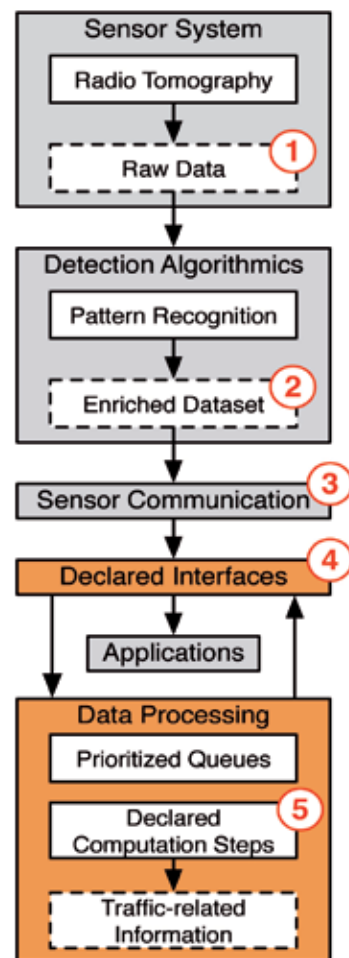 Sensor System
Radio Tomography
1
Raw Data
Detection Algorithmics
Pattern Recognition
2
Enriched Dataset
3
Sensor Communication
4
Declared Interfaces
Applications
Data Processing
Prioritized Queues
5
Declared
Computation Steps
Traffic-related
Information